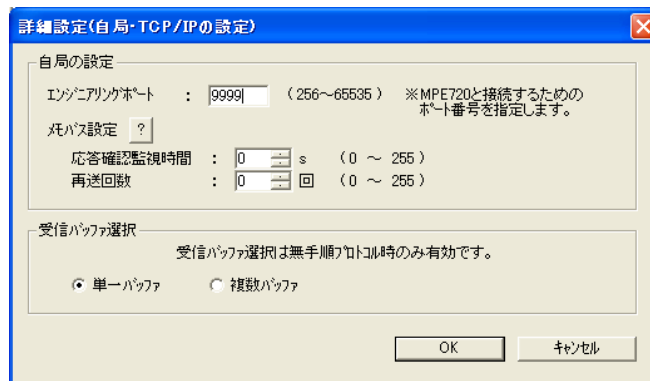 詳細設定(自局・TCP/IPの設定)
自局の設定
ｴﾝｼﾞﾆｱﾘﾝｸﾞﾎﾟｰﾄ : 9999 (256～65535) ※MPE720と接続するための
ﾎﾟｰﾄ番号を指定します。
ﾒﾓﾊﾞｽ設定 ?
応答確認監視時間 : 0 s (0 ～ 255)
再送回数 : 0 回 (0 ～ 255)
受信ﾊﾞｯﾌｧ選択
受信ﾊﾞｯﾌｧ選択は無手順ﾌﾟﾛﾄｺﾙ時のみ有効です。
単一ﾊﾞｯﾌｧ 複数ﾊﾞｯﾌｧ
OK ｷｬﾝｾﾙ